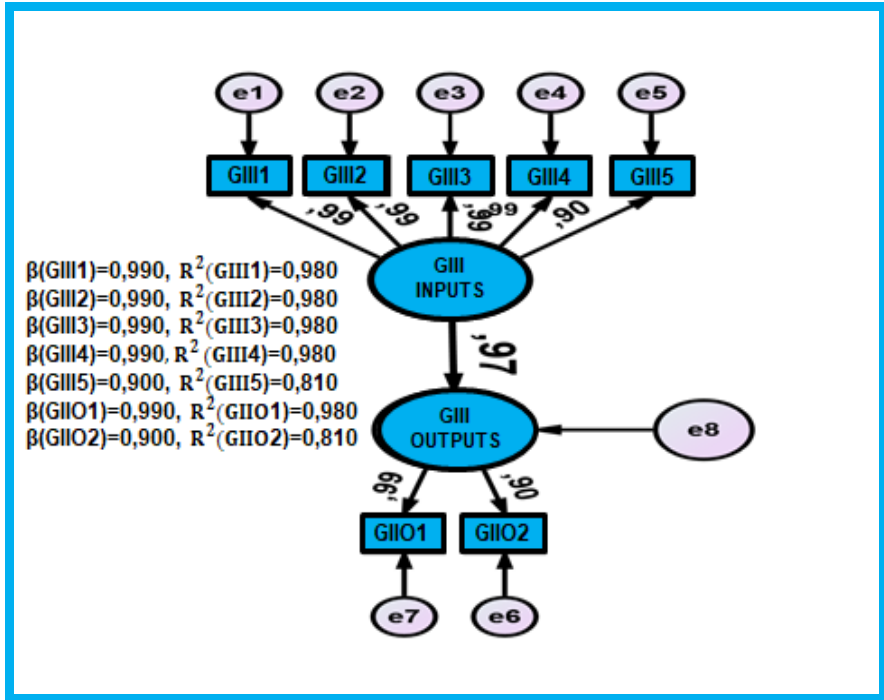 e1 e2 e3 e4 e5
GIII1 GIII2 GIII3 GIII4 GIII5
,99 ,99 ,99 ,99 ,90
GIII
INPUTS
β(GIII1)=0,990, R²(GIII1)=0,980
β(GIII2)=0,990, R²(GIII2)=0,980
β(GIII3)=0,990, R²(GIII3)=0,980
β(GIII4)=0,990, R²(GIII4)=0,980
β(GIII5)=0,900, R²(GIII5)=0,810
β(GIIO1)=0,990, R²(GIIO1)=0,980
β(GIIO2)=0,900, R²(GIIO2)=0,810
,97
GIII
OUTPUTS
e8
,99 ,90
GIIO1 GIIO2
e7 e6